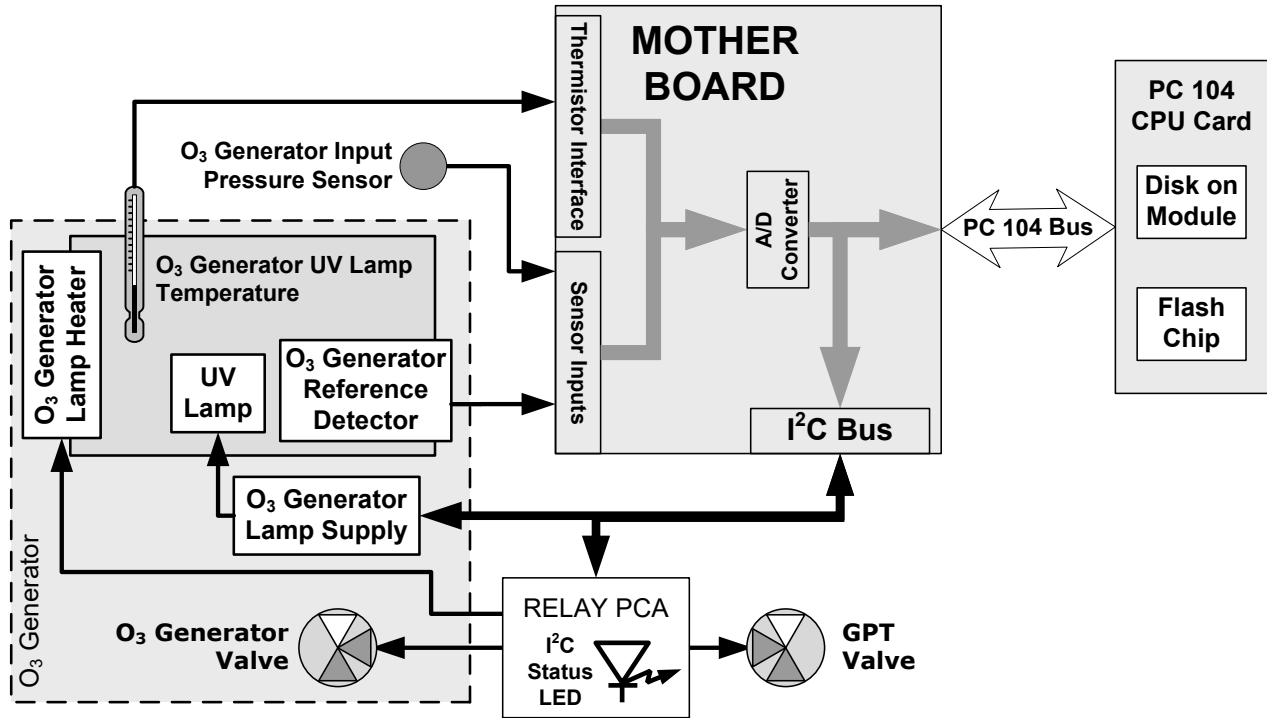 MOTHER
BOARD
Thermistor Interface
Sensor Inputs
A/D
Converter
I²C Bus
PC 104 Bus
PC 104
CPU Card
Disk on
Module
Flash
Chip
O₃ Generator Input
Pressure Sensor
O₃ Generator UV Lamp
Temperature
O₃ Generator
Lamp Heater
UV
Lamp
O₃ Generator
Reference
Detector
O₃ Generator
Lamp Supply
O₃ Generator
O₃ Generator
Valve
RELAY PCA
I²C
Status
LED
GPT
Valve